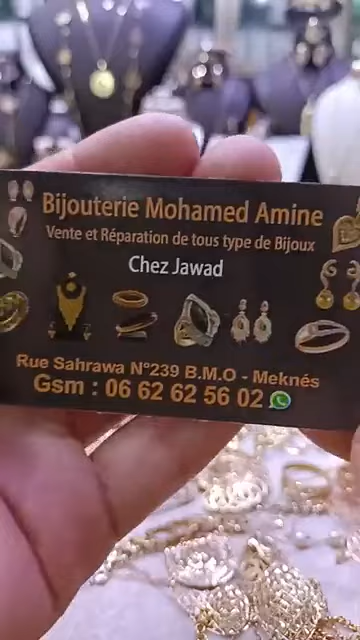 Bijouterie Mohamed Amine
Vente et Réparation de tous type de Bijoux
Chez Jawad
Rue Sahrawa N°239 B.M.O - Meknés
Gsm : 06 62 62 56 02